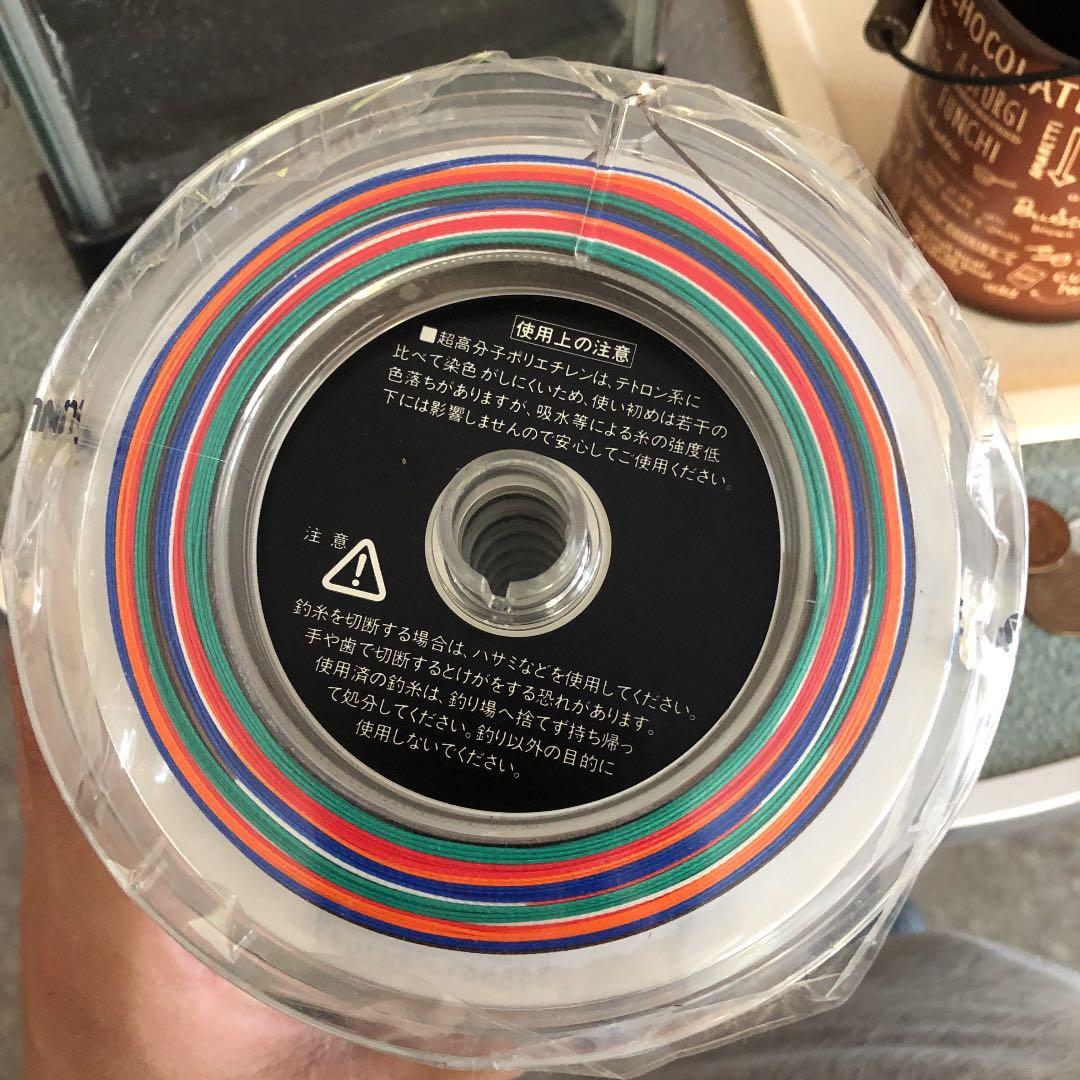 使用上の注意
■超高分子ポリエチレンは、テトロン系に
比べて染色がしにくいため、使い初めは若干の
色落ちがありますが、吸水等による糸の強度低
下には影響しませんので安心してご使用ください。
注 意
釣糸を切断する場合は、ハサミなどを使用してください。
手や歯で切断するとけがをする恐れがあります。
使用済の釣糸は、釣り場へ捨てず持ち帰っ
て処分してください。釣り以外の目的に
使用しないでください。
CHOCOLAT
FUNCHI
MAKE IT